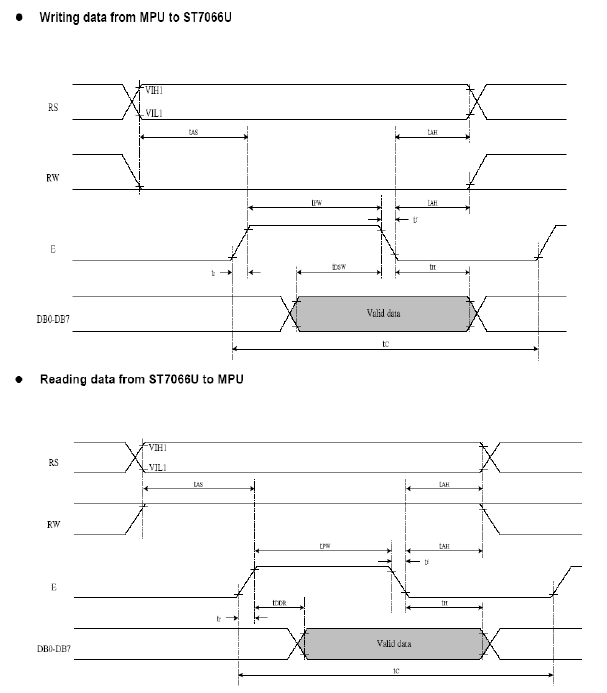 ● Writing data from MPU to ST7066U
VIH1
RS
VIL1
tAS
tAH
RW
tPW
tAH
tf
E
tr
tDSW
tH
DB0-DB7
Valid data
tC
● Reading data from ST7066U to MPU
VIH1
RS
VIL1
tAS
tAH
RW
tPW
tAH
tf
E
tDDR
tH
tr
DB0-DB7
Valid data
tC